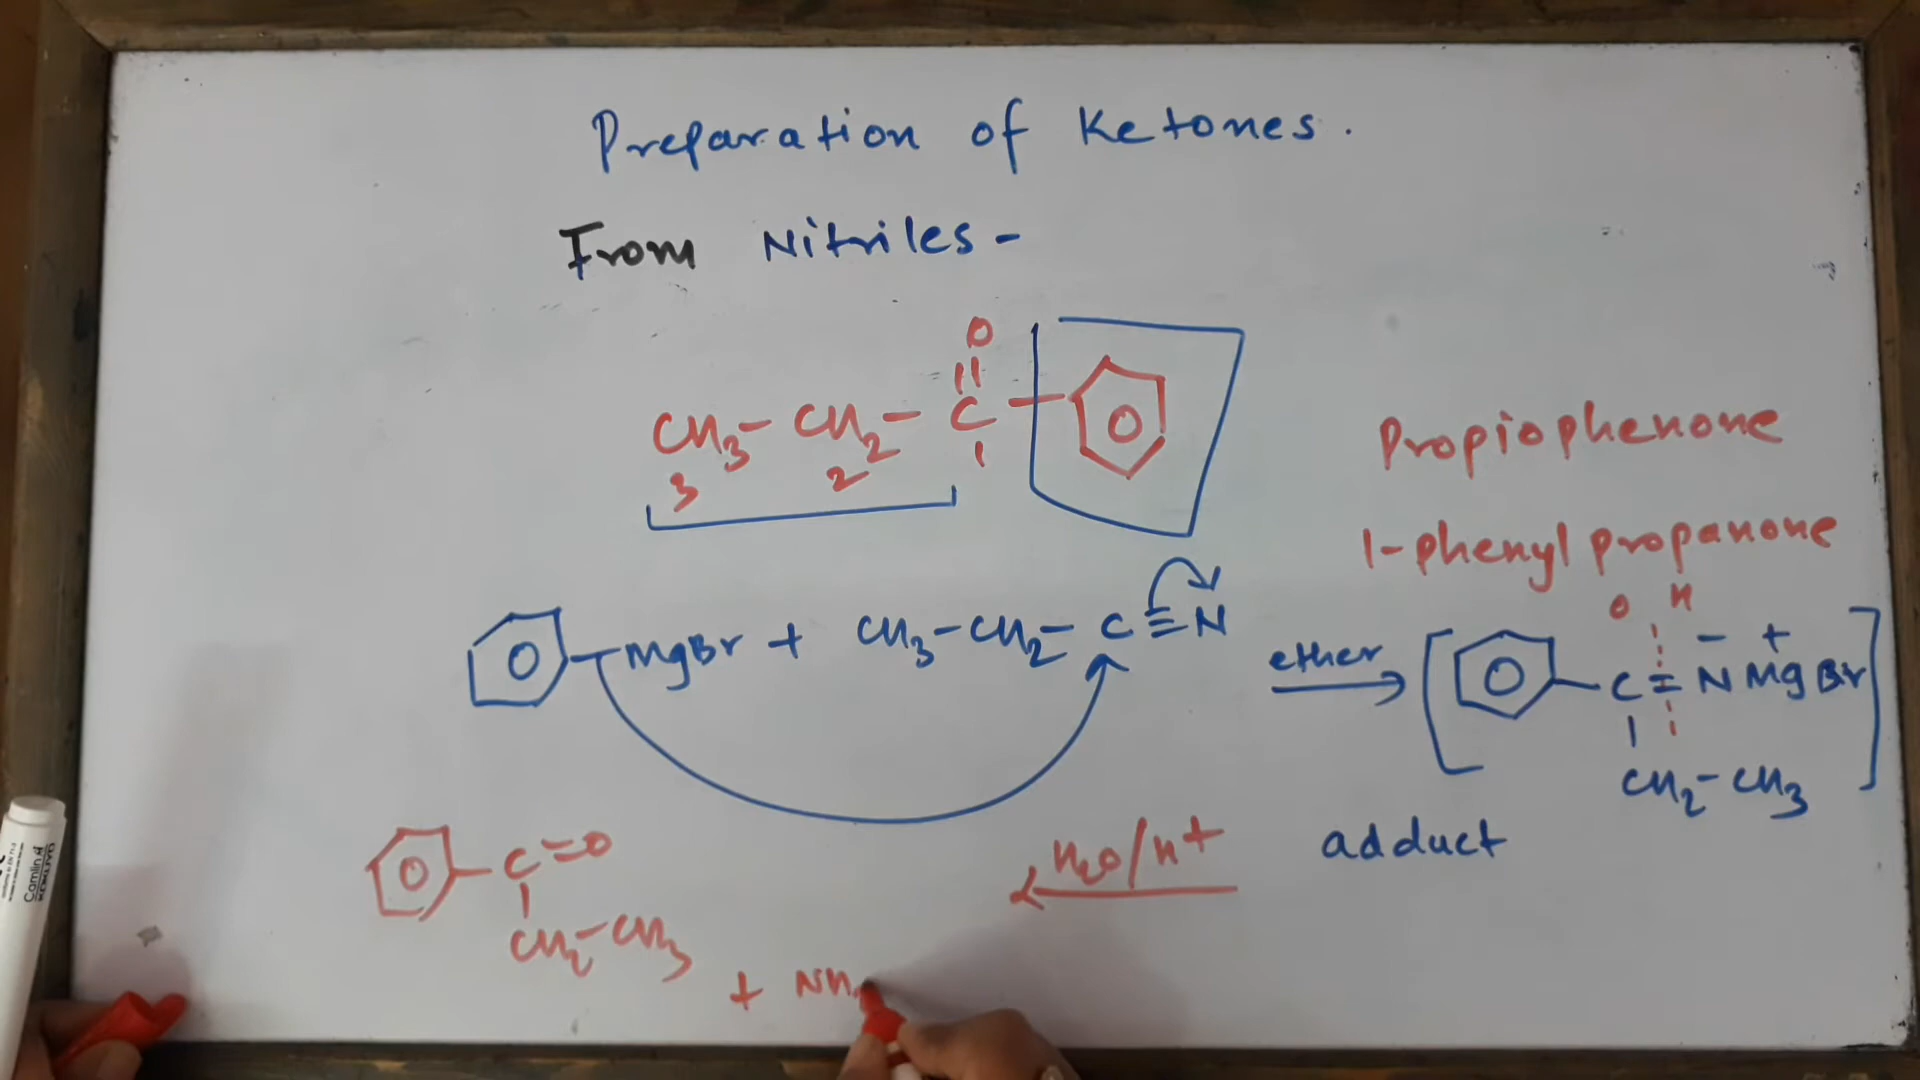 Preparation of Ketones.
From Nitriles -
O
||
CH3 - CH2 - C -
3 2 1
Propiophenone
1-phenyl propanone
O H
MgBr + CH3-CH2- C ≡ N
ether
- +
C = N MgBr
|
CH2-CH3
adduct
H2O/H+
C=O
|
CH2-CH3
+ NH
Camlin
KOKUYO